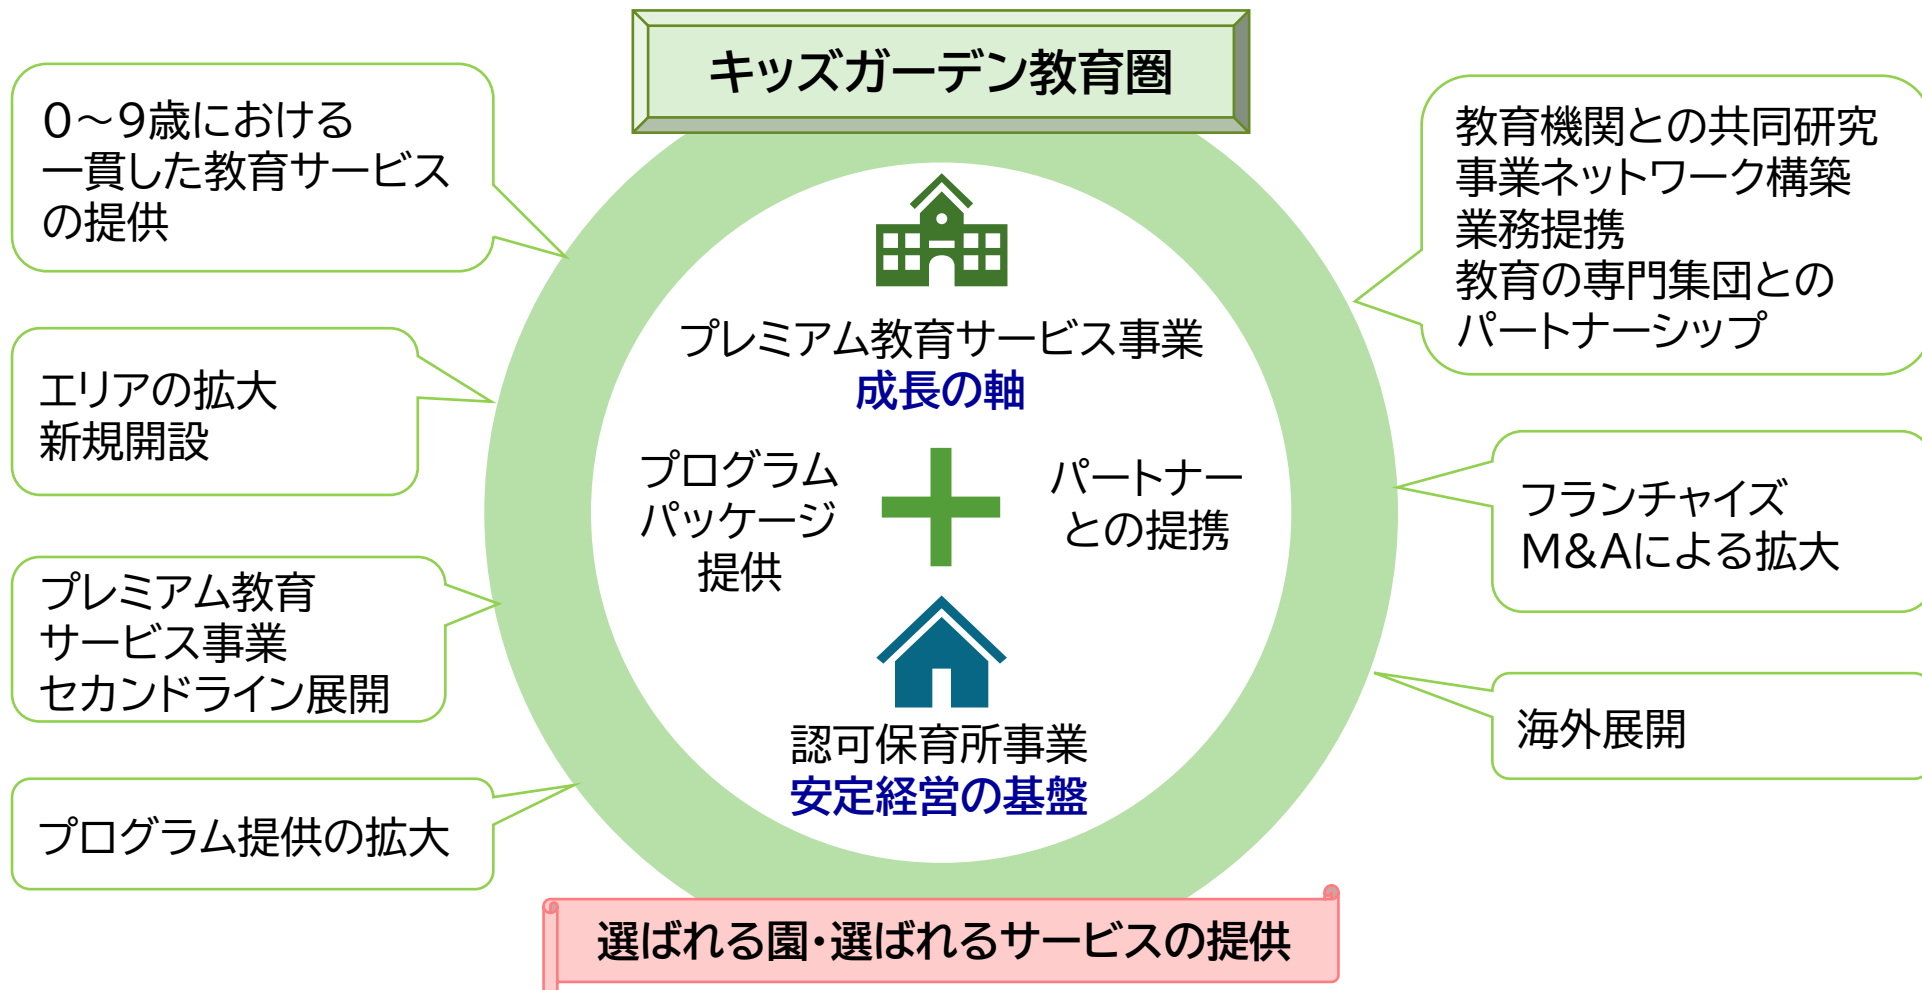 キッズガーデン教育圏
0～9歳における
一貫した教育サービス
の提供
エリアの拡大
新規開設
プレミアム教育
サービス事業
セカンドライン展開
プログラム提供の拡大
プレミアム教育サービス事業
成長の軸
プログラム
パッケージ
提供
パートナー
との提携
認可保育所事業
安定経営の基盤
教育機関との共同研究
事業ネットワーク構築
業務提携
教育の専門集団との
パートナーシップ
フランチャイズ
M&Aによる拡大
海外展開
選ばれる園・選ばれるサービスの提供